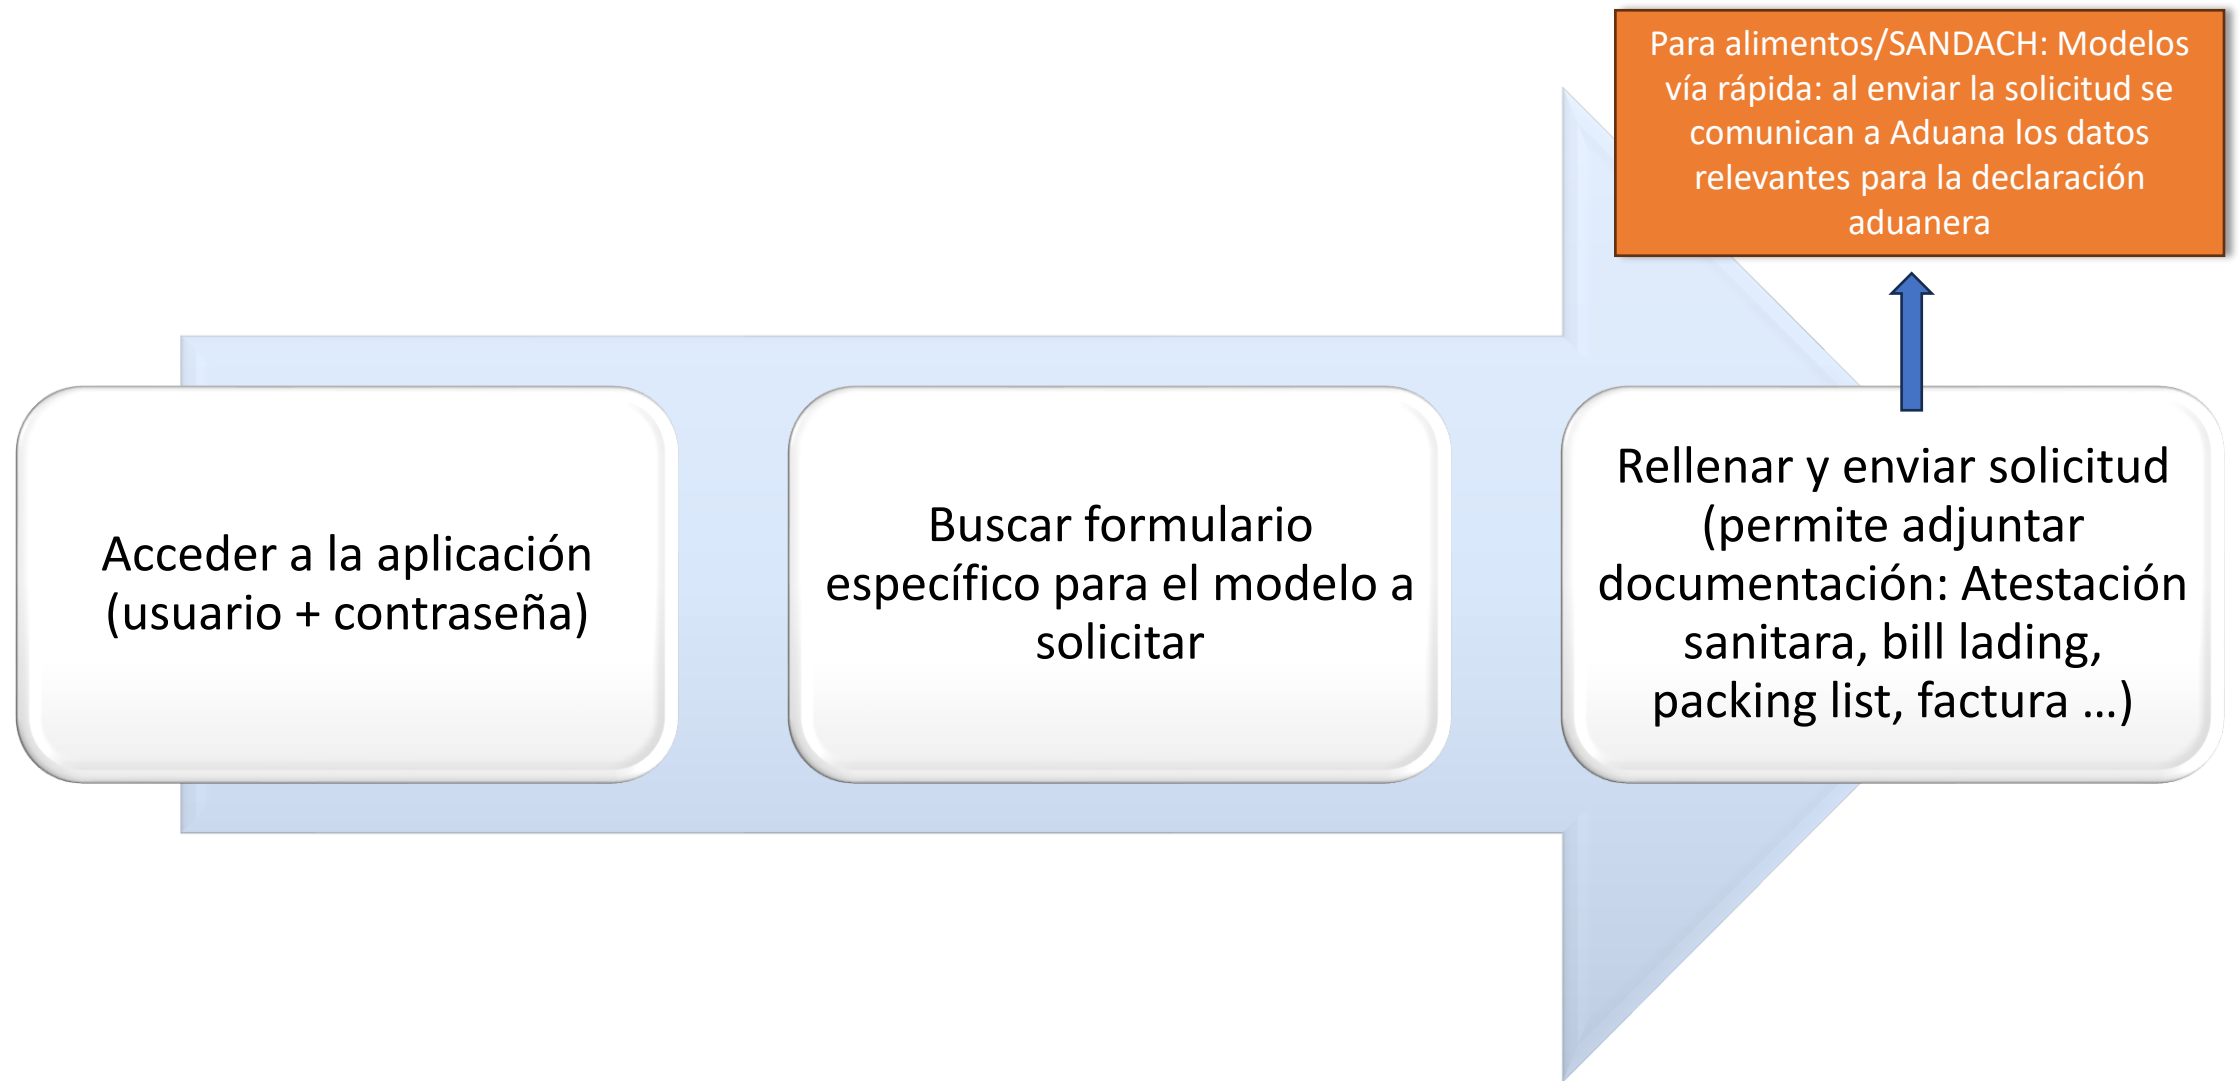 Para alimentos/SANDACH: Modelos
vía rápida: al enviar la solicitud se
comunican a Aduana los datos
relevantes para la declaración
aduanera
Acceder a la aplicación
(usuario + contraseña)
Buscar formulario
específico para el modelo a
solicitar
Rellenar y enviar solicitud
(permite adjuntar
documentación: Atestación
sanitara, bill lading,
packing list, factura ...)